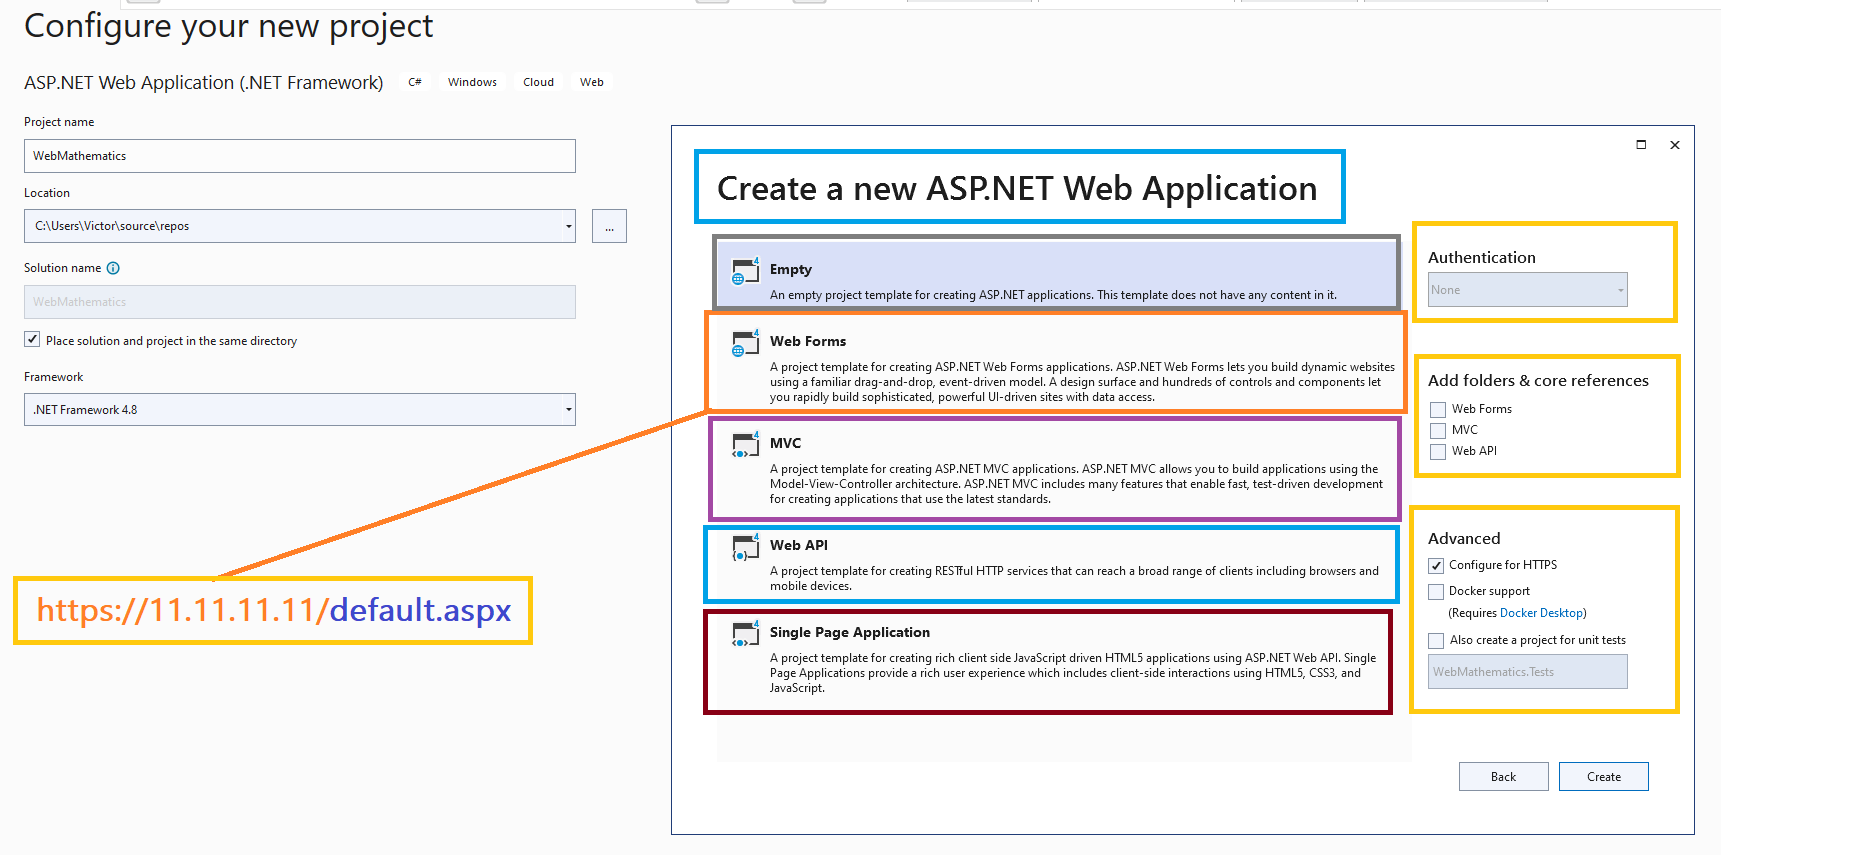 Configure your new project
ASP.NET Web Application (.NET Framework) C# Windows Cloud Web
Project name
WebMathematics
Location
C:\Users\Victor\source\repos
...
Solution name
WebMathematics
Place solution and project in the same directory
Framework
.NET Framework 4.8
https://11.11.11.11/default.aspx
Create a new ASP.NET Web Application
Empty
An empty project template for creating ASP.NET applications. This template does not have any content in it.
Web Forms
A project template for creating ASP.NET Web Forms applications. ASP.NET Web Forms lets you build dynamic websites
using a familiar drag-and-drop, event-driven model. A design surface and hundreds of controls and components let
you rapidly build sophisticated, powerful UI-driven sites with data access.
MVC
A project template for creating ASP.NET MVC applications. ASP.NET MVC allows you to build applications using the
Model-View-Controller architecture. ASP.NET MVC includes many features that enable fast, test-driven development
for creating applications that use the latest standards.
Web API
A project template for creating RESTful HTTP services that can reach a broad range of clients including browsers and
mobile devices.
Single Page Application
A project template for creating rich client side JavaScript driven HTML5 applications using ASP.NET Web API. Single
Page Applications provide a rich user experience which includes client-side interactions using HTML5, CSS3, and
JavaScript.
Authentication
None
Add folders & core references
Web Forms
MVC
Web API
Advanced
Configure for HTTPS
Docker support
(Requires Docker Desktop)
Also create a project for unit tests
WebMathematics.Tests
Back
Create